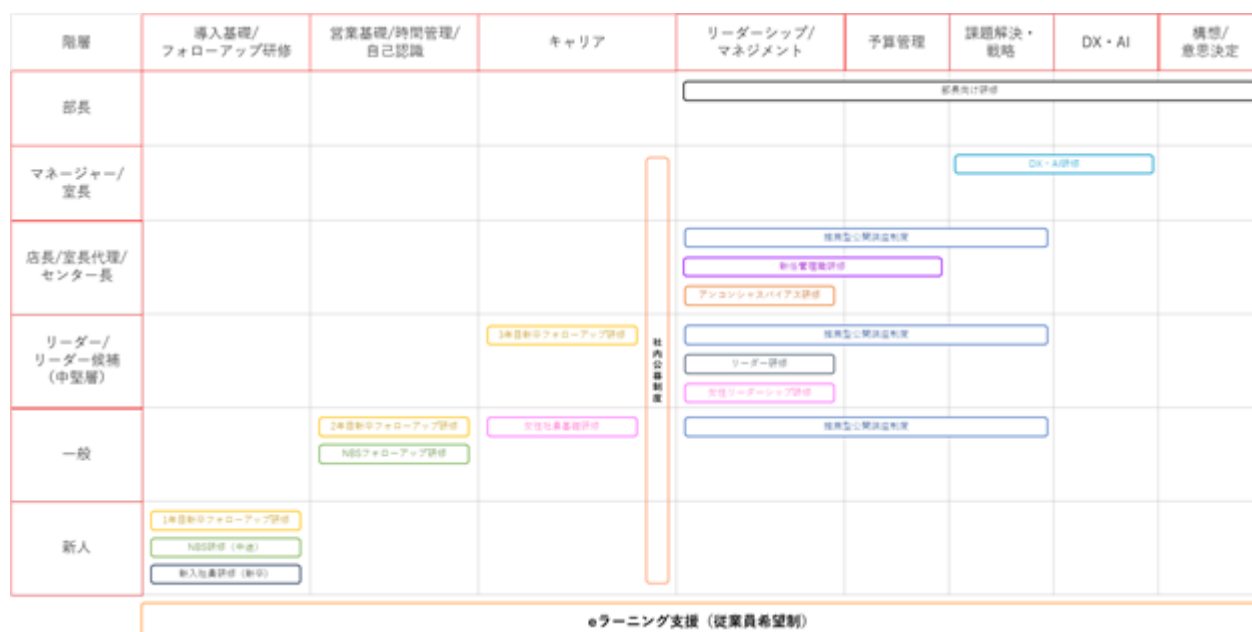 階層
導入基礎/
フォローアップ研修
営業基礎/時間管理/
自己認識
キャリア
リーダーシップ/
マネジメント
予算管理
課題解決・
戦略
DX・AI
構想/
意思決定
部長
部長向け研修
マネージャー/
室長
DX・AI研修
店長/室長代理/
センター長
推薦型公開講座制度
新任管理職研修
アンコンシャスバイアス研修
リーダー/
リーダー候補
(中堅層)
3年目新卒フォローアップ研修
社内公募制度
推薦型公開講座制度
リーダー研修
女性リーダーシップ研修
一般
2年目新卒フォローアップ研修
NBSフォローアップ研修
女性社員基礎研修
推薦型公開講座制度
新人
1年目新卒フォローアップ研修
NBS研修(中途)
新入社員研修(新卒)
eラーニング支援(従業員希望制)